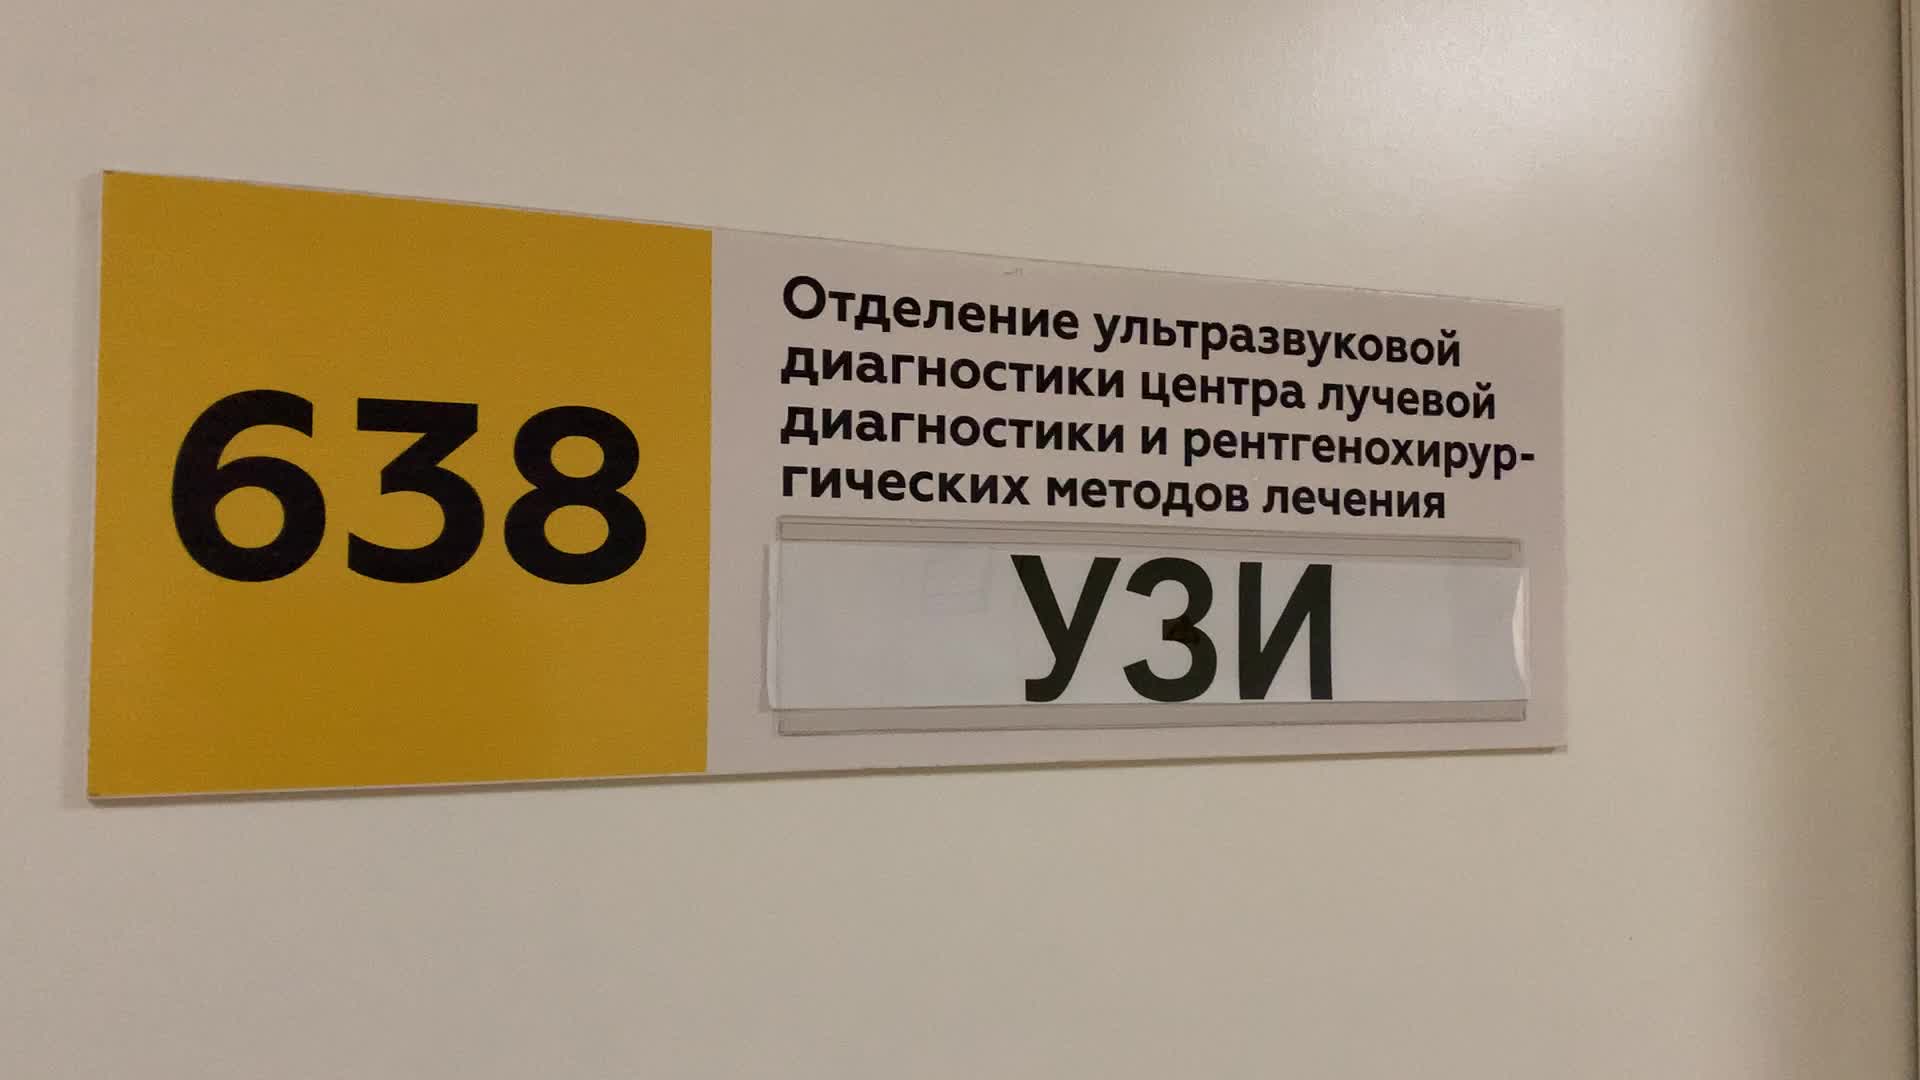 638
Отделение ультразвуковой
диагностики центра лучевой
диагностики и рентгенохирур-
гических методов лечения
УЗИ